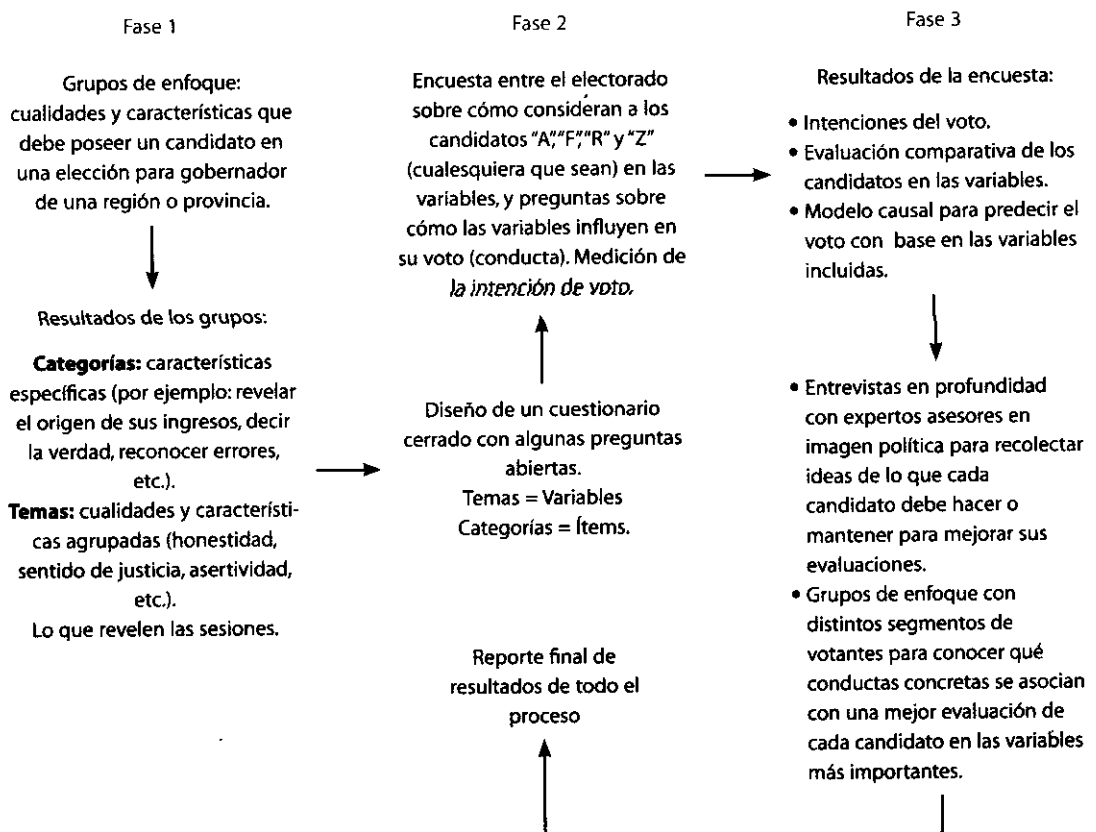 Fase 1
Grupos de enfoque:
cualidades y características que
debe poseer un candidato en
una elección para gobernador
de una región o provincia.
Resultados de los grupos:
Categorías: características
específicas (por ejemplo: revelar
el origen de sus ingresos, decir
la verdad, reconocer errores,
etc.).
Temas: cualidades y característi-
cas agrupadas (honestidad,
sentido de justicia, asertividad,
etc.).
Lo que revelen las sesiones.
Fase 2
Encuesta entre el electorado
sobre cómo consideran a los
candidatos "A", "F", "R" y "Z"
(cualesquiera que sean) en las
variables, y preguntas sobre
cómo las variables influyen en
su voto (conducta). Medición de
la intención de voto.
Diseño de un cuestionario
cerrado con algunas preguntas
abiertas.
Temas = Variables
Categorías = Ítems.
Reporte final de
resultados de todo el
proceso
Fase 3
Resultados de la encuesta:
• Intenciones del voto.
• Evaluación comparativa de los
candidatos en las variables.
• Modelo causal para predecir el
voto con base en las variables
incluidas.
• Entrevistas en profundidad
con expertos asesores en
imagen política para recolectar
ideas de lo que cada
candidato debe hacer o
mantener para mejorar sus
evaluaciones.
• Grupos de enfoque con
distintos segmentos de
votantes para conocer qué
conductas concretas se asocian
con una mejor evaluación de
cada candidato en las variables
más importantes.